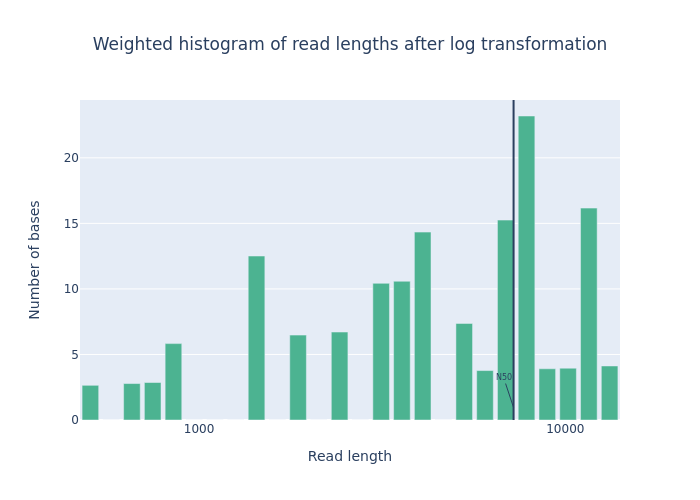 Weighted histogram of read lengths after log transformation
Number of bases
20
15
10
5
0
N50
1000
10000
Read length